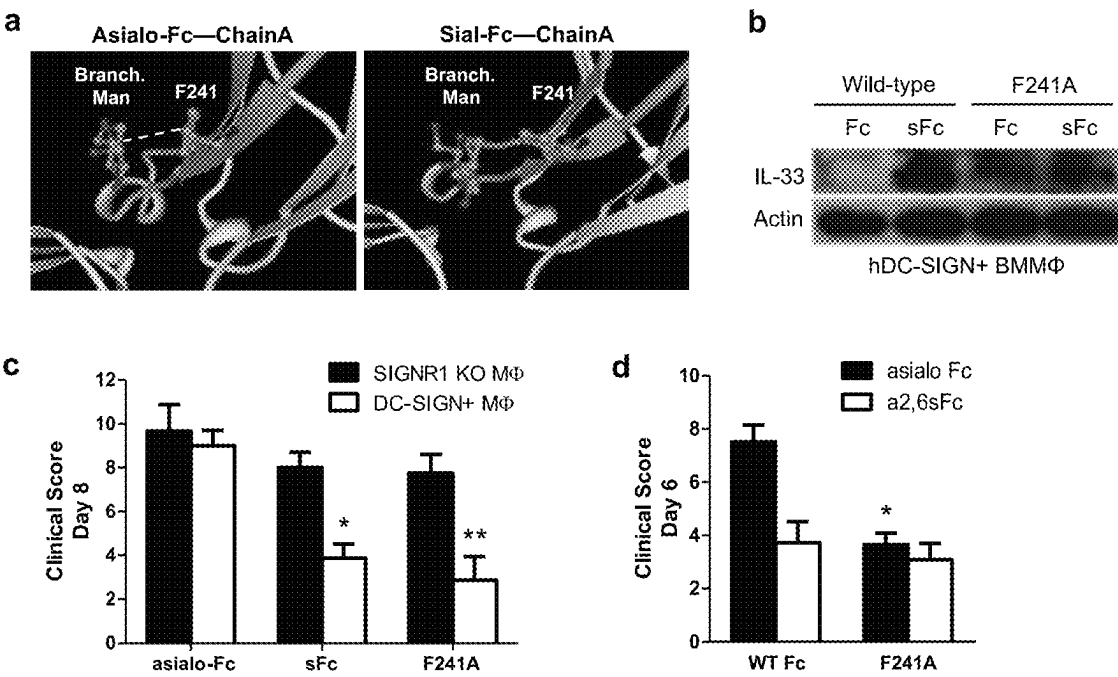 a
Asialo-Fc—ChainA
Sial-Fc—ChainA
Branch.
Man
F241
Branch.
Man
F241
b
Wild-type
F241A
Fc
sFc
Fc
sFc
IL-33
Actin
hDC-SIGN+ BMMΦ
c
SIGNR1 KO MΦ
DC-SIGN+ MΦ
Clinical Score
Day 8
12
10
8
6
4
2
0
*
**
asialo-Fc
sFc
F241A
d
asialo Fc
a2,6sFc
Clinical Score
Day 6
10
8
6
4
2
0
*
WT Fc
F241A